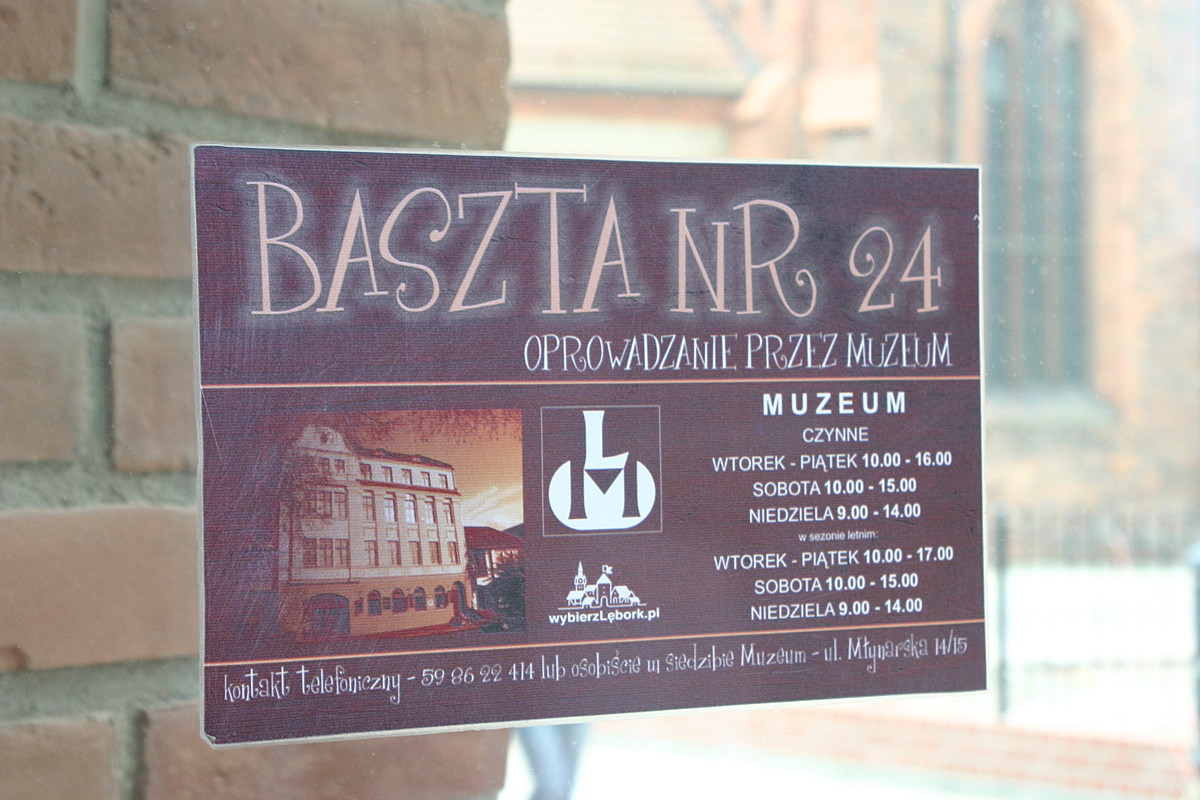 BASZTA NR 24
OPROWADZANIE PRZEZ MUZEUM
LM
wybierzLębork.pl
MUZEUM
CZYNNE
WTOREK - PIĄTEK 10.00 - 16.00
SOBOTA 10.00 - 15.00
NIEDZIELA 9.00 - 14.00
w sezonie letnim:
WTOREK - PIĄTEK 10.00 - 17.00
SOBOTA 10.00 - 15.00
NIEDZIELA 9.00 - 14.00
kontakt telefoniczny - 59 86 22 414 lub osobiście w siedzibie Muzeum - ul. Młynarska 14/15